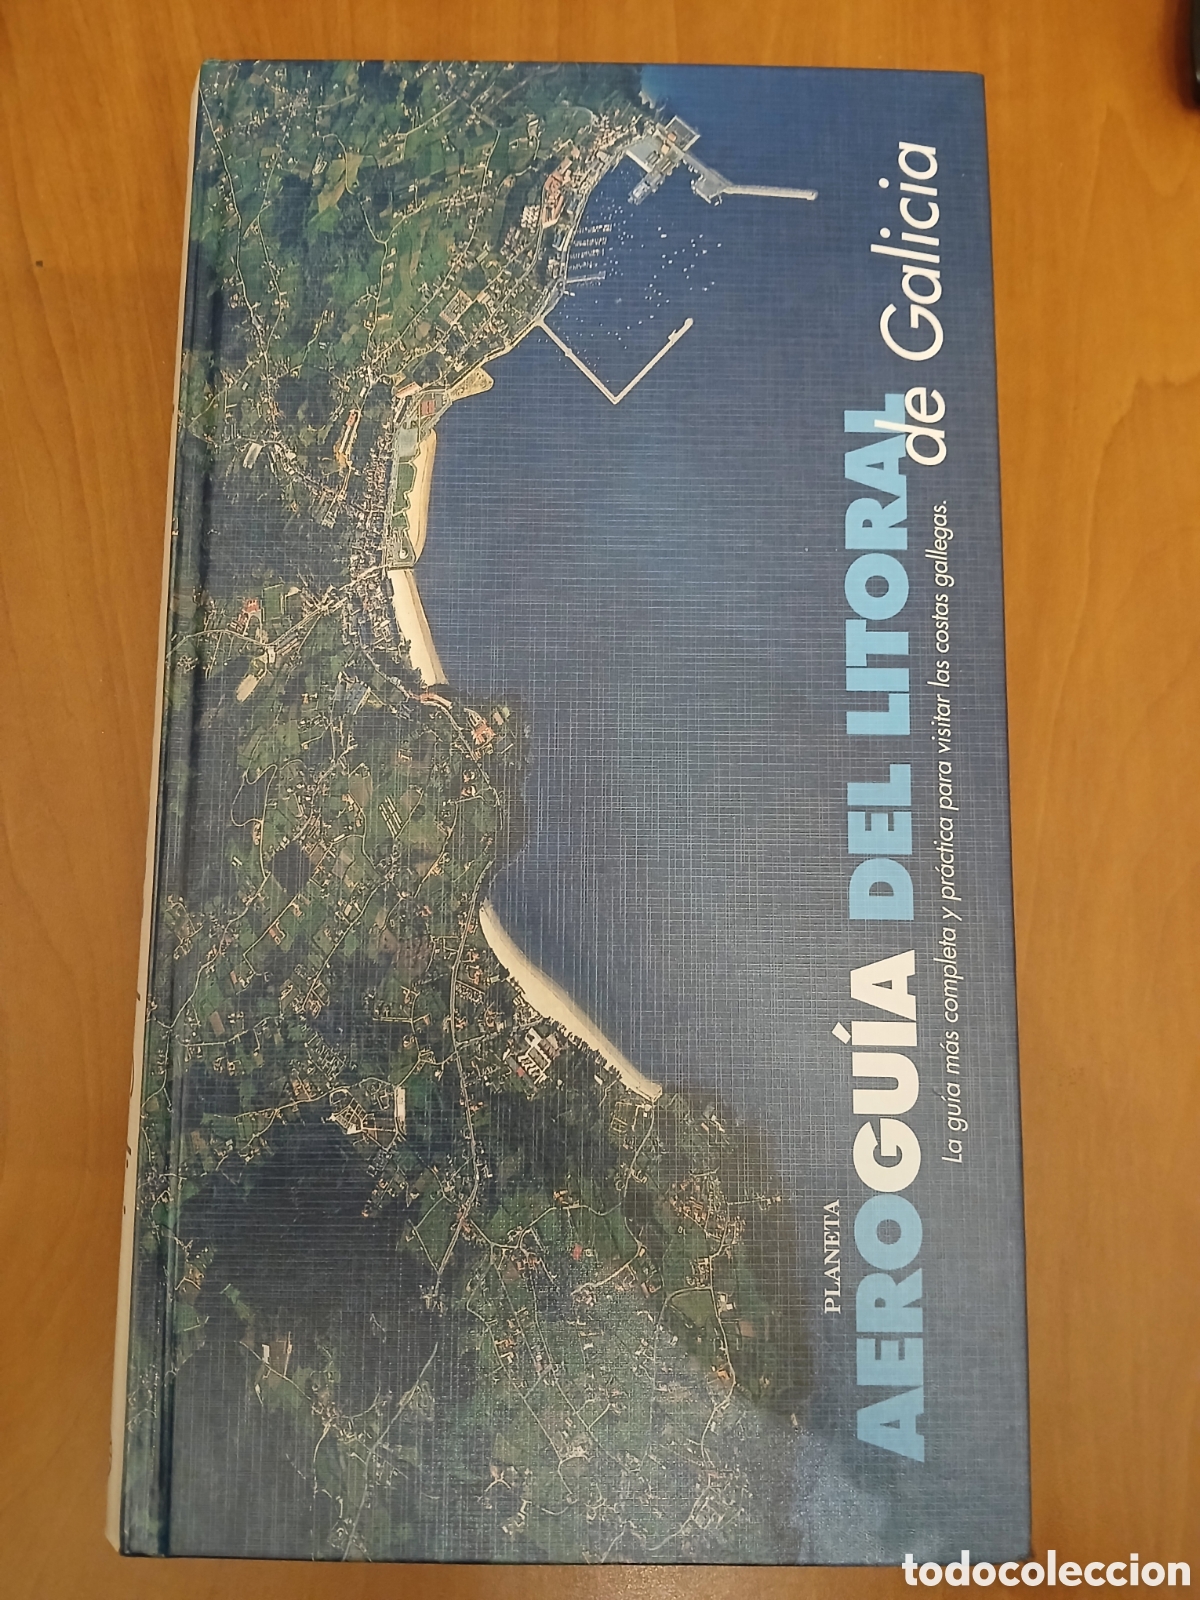 PLANETA
AEROGUÍA DEL LITORAL
de Galicia
La guía más completa y práctica para visitar las costas gallegas.
todocoleccion